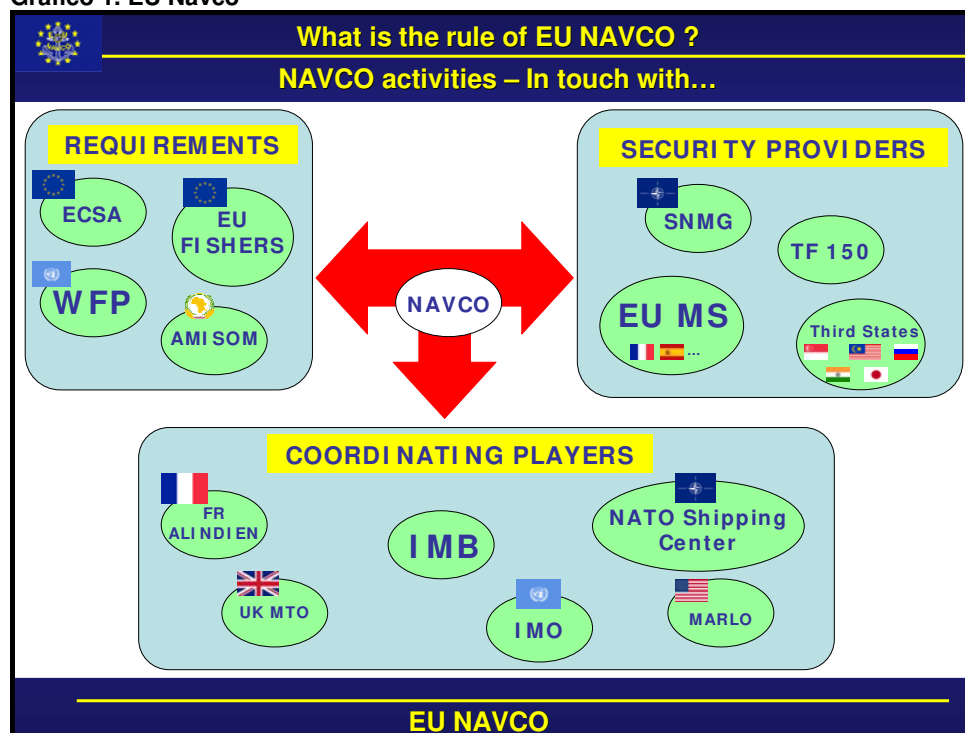 Gráfico 1: EU Navco
What is the rule of EU NAVCO ?
NAVCO activities – In touch with…
REQUIREMENTS
ECSA
EU
FISHERS
WFP
AMISOM
NAVCO
SECURITY PROVIDERS
SNMG
TF 150
EU MS
...
Third States
COORDINATING PLAYERS
FR
ALINDIEN
IMB
NATO Shipping
Center
UK MTO
IMO
MARLO
EU NAVCO